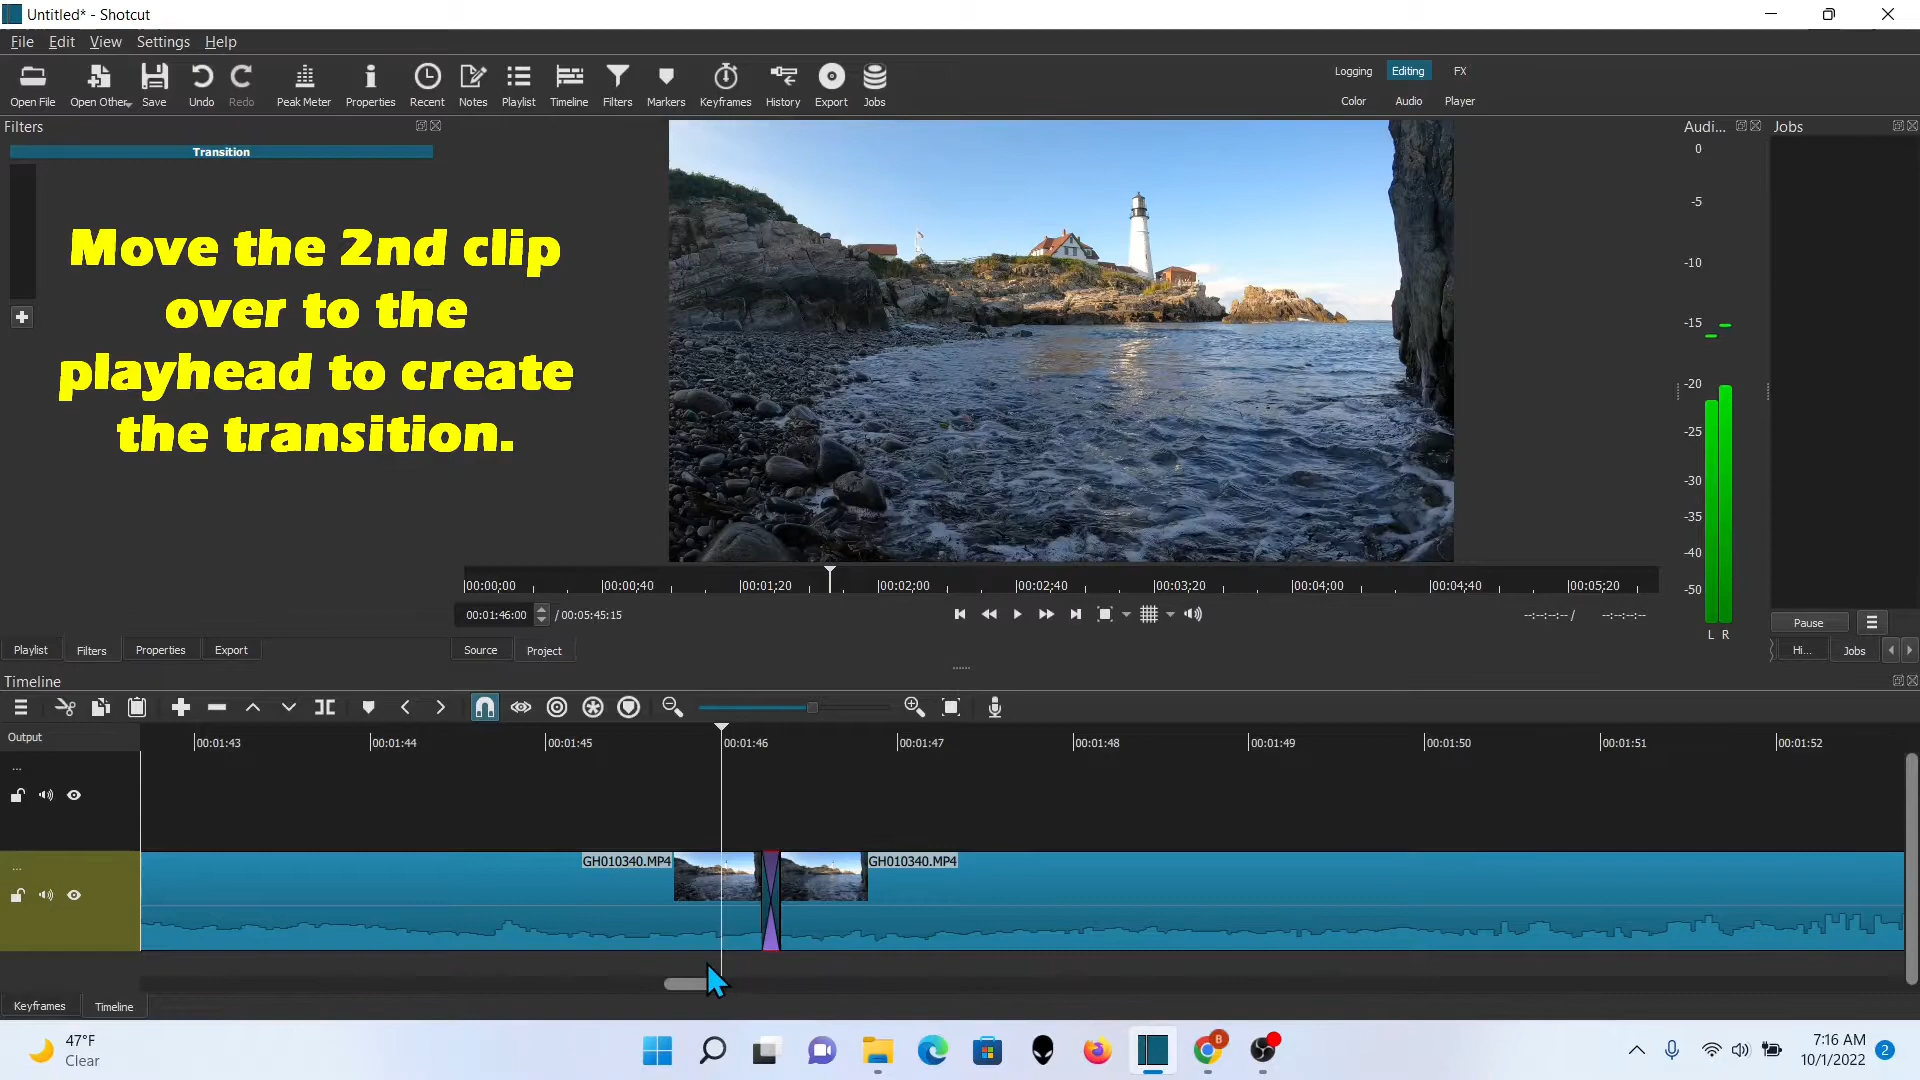 Untitled* - Shotcut
File Edit View Settings Help
Open File Open Other... Save Undo Redo Peak Meter Properties Recent Notes Playlist Timeline Filters Markers Keyframes History Export Jobs
Logging Editing FX
Color Audio Player
Filters
Audi... Jobs
Transition
Move the 2nd clip
over to the
playhead to create
the transition.
0
-5
-10
-15
-20
-25
-30
-35
-40
-50
L R
00:00:00 00:00:40 00:01:20 00:02:00 00:02:40 00:03:20 00:04:00 00:04:40 00:05:20
00:01:46:00 / 00:05:45:15 --:--:--:-- / --:--:--:--
Pause
Playlist Filters Properties Export Source Project Hi... Jobs
Timeline
Output 00:01:43 00:01:44 00:01:45 00:01:46 00:01:47 00:01:48 00:01:49 00:01:50 00:01:51 00:01:52
...
...
GH010340.MP4 GH010340.MP4
Keyframes Timeline
47°F
Clear
B
7:16 AM
10/1/2022
2